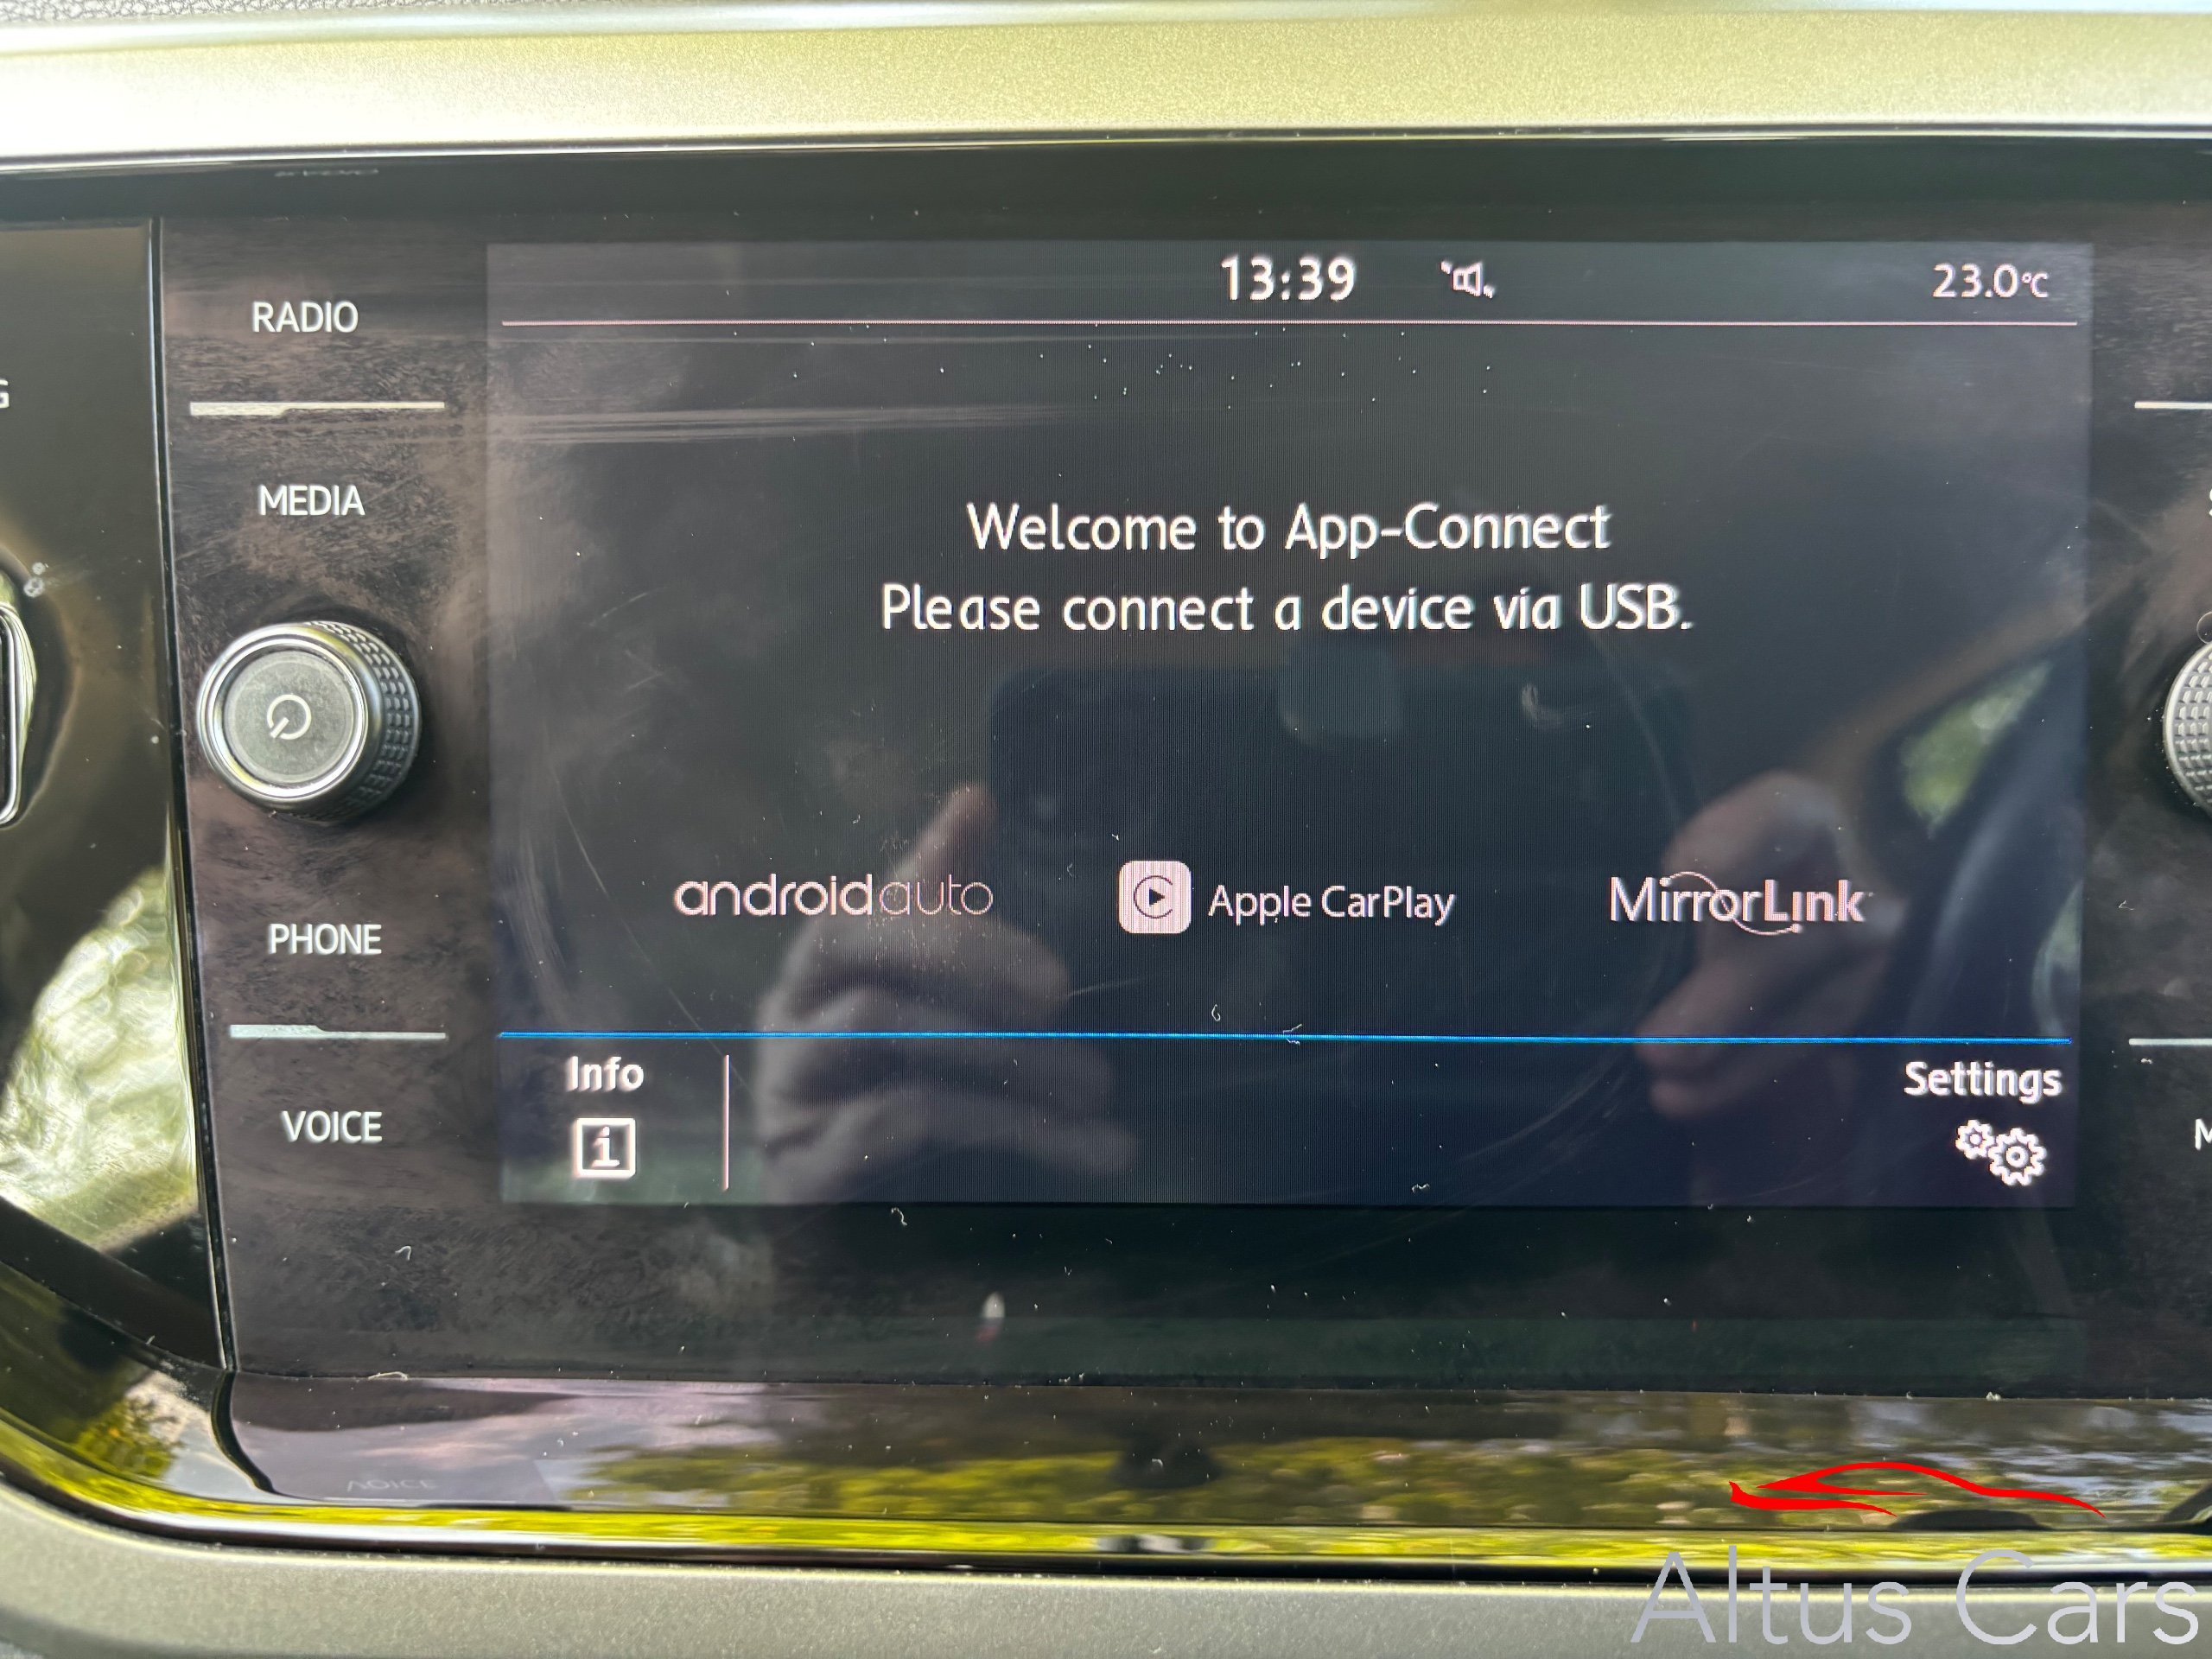 13:39
23.0°C
RADIO
MEDIA
Welcome to App-Connect
Please connect a device via USB.
androidauto
Apple CarPlay
MirrorLink
PHONE
VOICE
Info
i
Settings
VOICE
Altus Cars